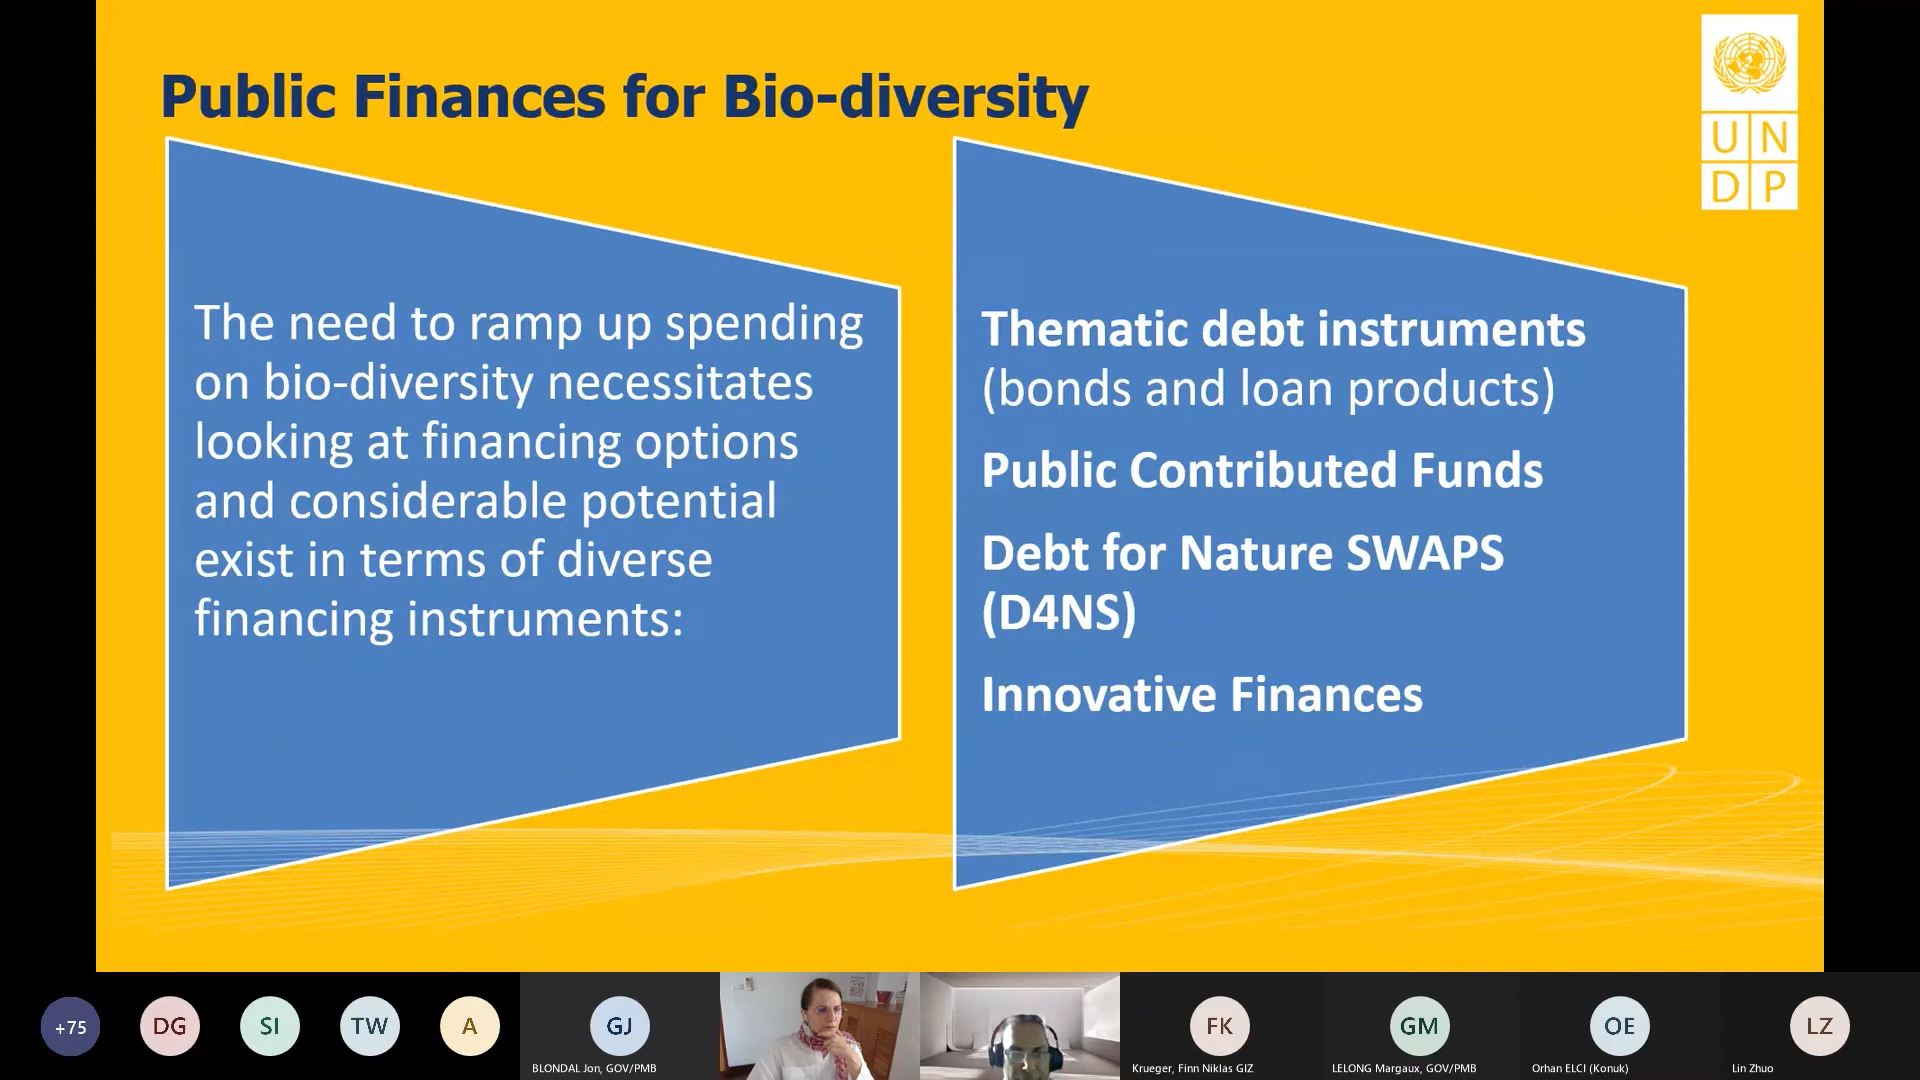 Public Finances for Bio-diversity
U N
D P
The need to ramp up spending
on bio-diversity necessitates
looking at financing options
and considerable potential
exist in terms of diverse
financing instruments:
Thematic debt instruments
(bonds and loan products)
Public Contributed Funds
Debt for Nature SWAPS
(D4NS)
Innovative Finances
+75
DG
SI
TW
A
GJ
BLONDAL Jon, GOV/PMB
FK
Krueger, Finn Niklas GIZ
GM
LELONG Margaux, GOV/PMB
OE
Orhan ELCI (Konuk)
LZ
Lin Zhuo